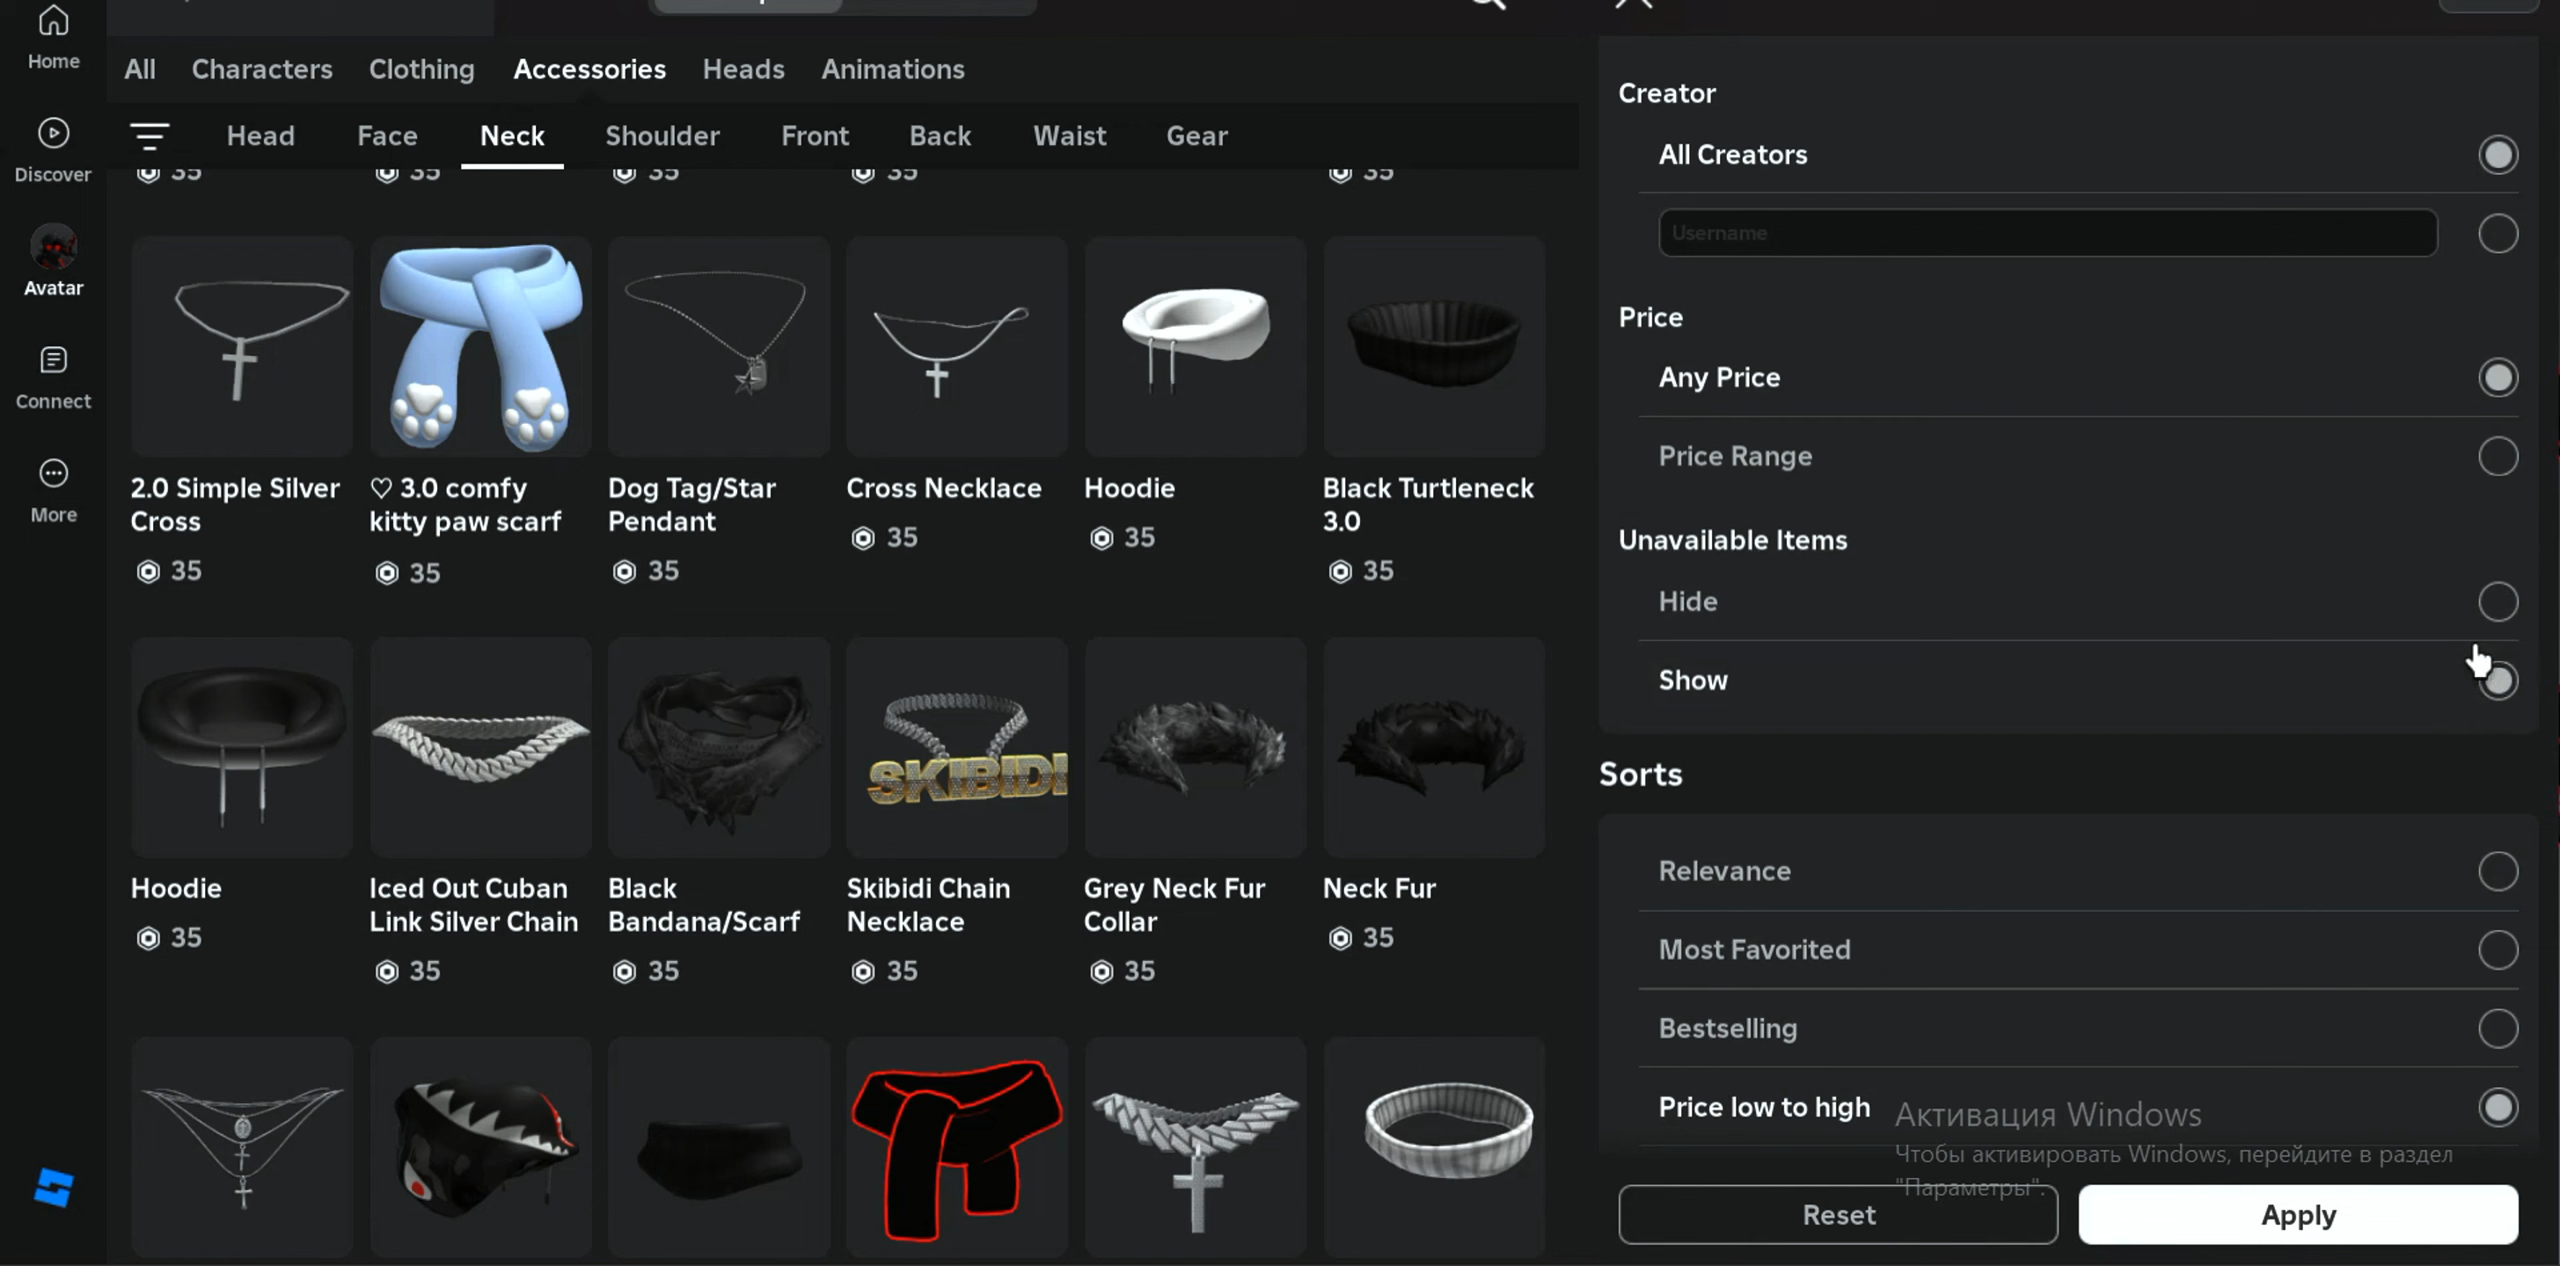 Home
Discover
Avatar
Connect
More
All Characters Clothing Accessories Heads Animations
Head Face Neck Shoulder Front Back Waist Gear
35 35 35 35 35
2.0 Simple Silver
Cross
35
♡ 3.0 comfy
kitty paw scarf
35
Dog Tag/Star
Pendant
35
Cross Necklace
35
Hoodie
35
Black Turtleneck
3.0
35
SKIBIDI
Hoodie
35
Iced Out Cuban
Link Silver Chain
35
Black
Bandana/Scarf
35
Skibidi Chain
Necklace
35
Grey Neck Fur
Collar
35
Neck Fur
35
Creator
All Creators
Username
Price
Any Price
Price Range
Unavailable Items
Hide
Show
Sorts
Relevance
Most Favorited
Bestselling
Price low to high
Активация Windows
Чтобы активировать Windows, перейдите в раздел
"Параметры".
Reset
Apply